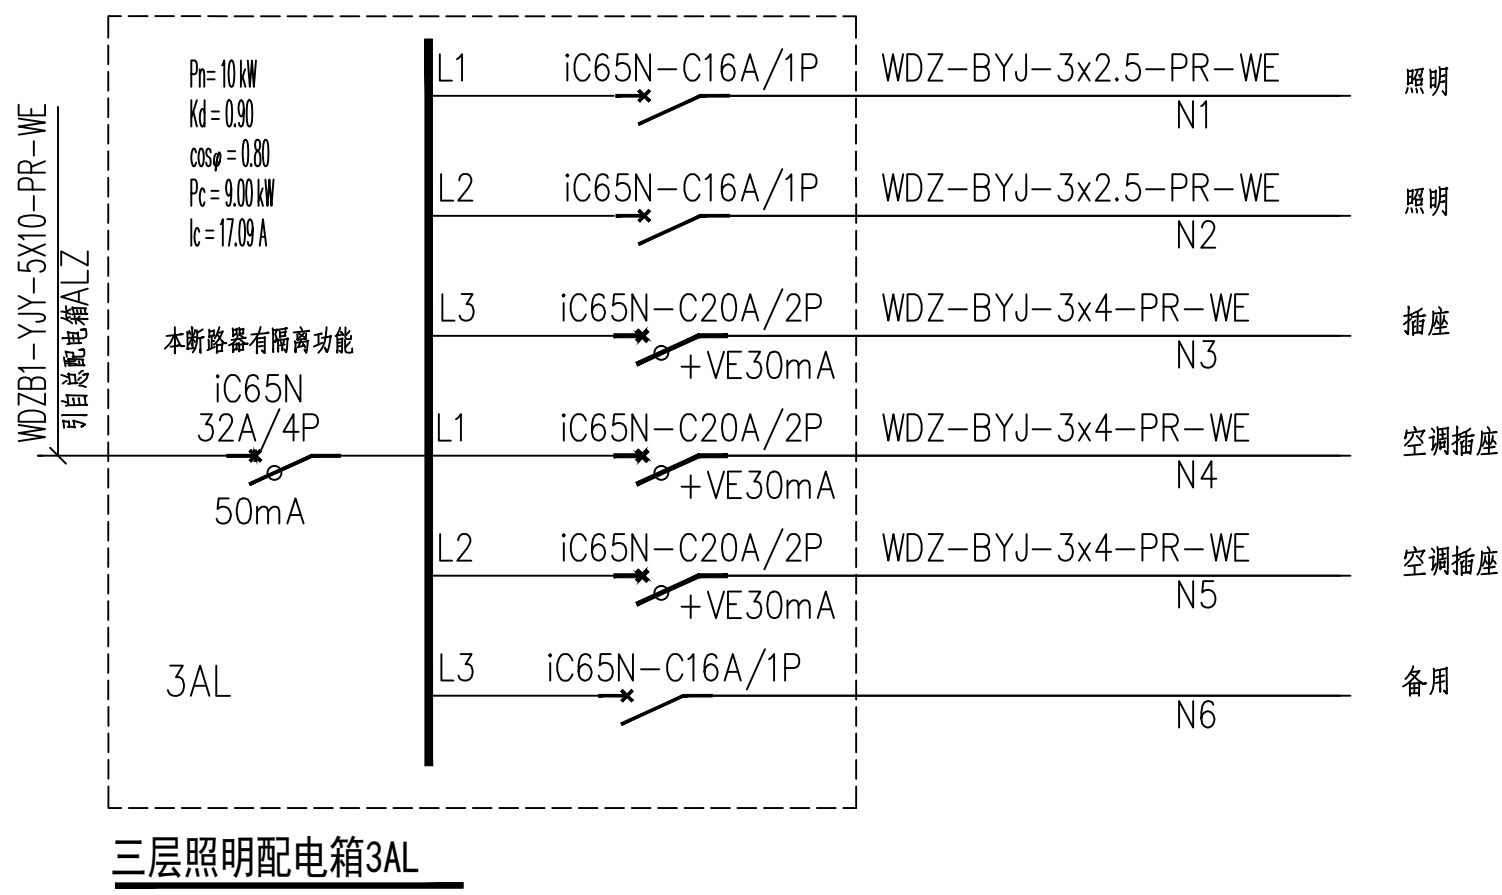 WDZB1-YJY-5X10-PR-WE
引自总配电箱ALZ
Pn= 10 kW
Kd = 0.90
cosφ = 0.80
Pc = 9.00 kW
Ic = 17.09 A
本断路器有隔离功能
iC65N
32A/4P
50mA
3AL
L1 iC65N-C16A/1P WDZ-BYJ-3x2.5-PR-WE 照明
N1
L2 iC65N-C16A/1P WDZ-BYJ-3x2.5-PR-WE 照明
N2
L3 iC65N-C20A/2P WDZ-BYJ-3x4-PR-WE 插座
+VE30mA N3
L1 iC65N-C20A/2P WDZ-BYJ-3x4-PR-WE 空调插座
+VE30mA N4
L2 iC65N-C20A/2P WDZ-BYJ-3x4-PR-WE 空调插座
+VE30mA N5
L3 iC65N-C16A/1P 备用
N6
三层照明配电箱3AL